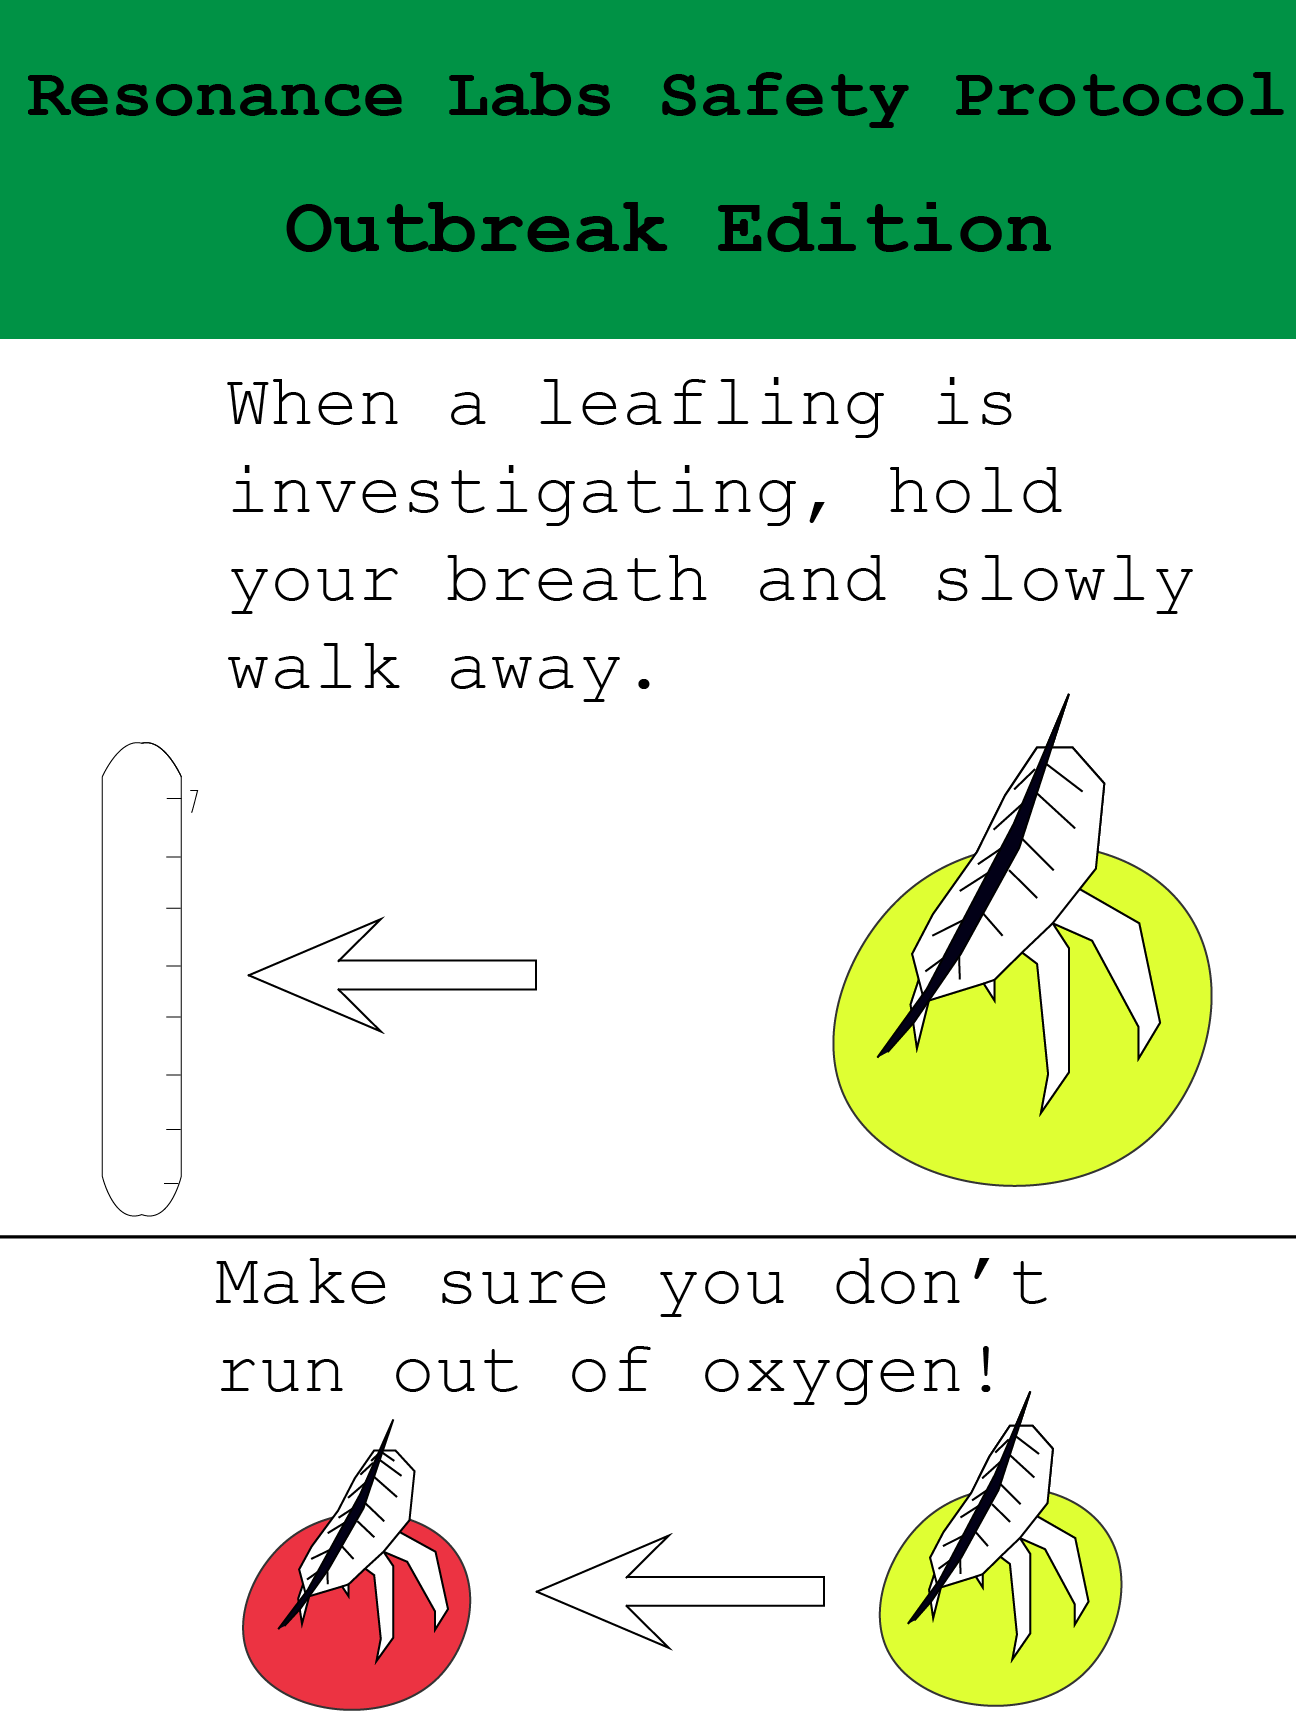 Resonance Labs Safety Protocol
Outbreak Edition
When a leafling is
investigating, hold
your breath and slowly
walk away.
7
Make sure you don’t
run out of oxygen!